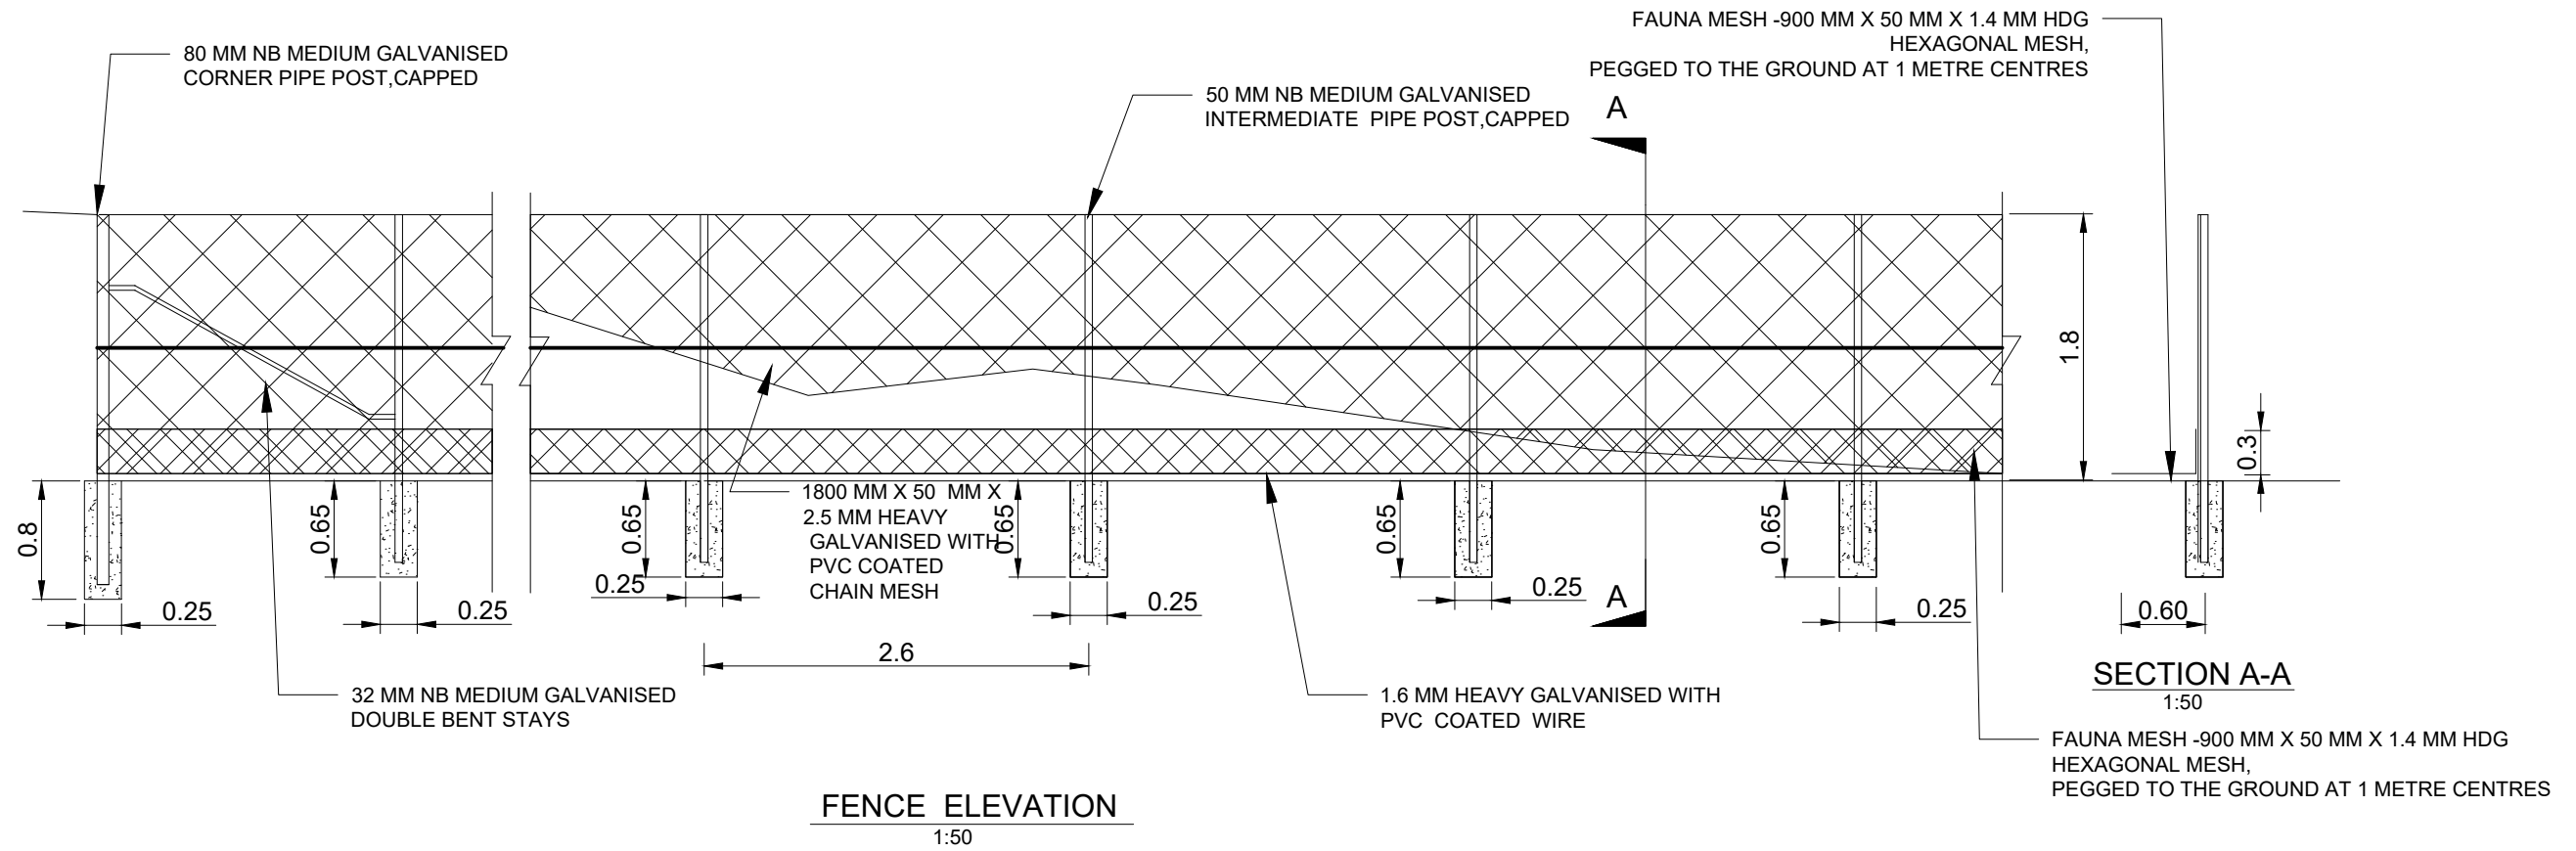 FAUNA MESH -900 MM X 50 MM X 1.4 MM HDG
HEXAGONAL MESH,
PEGGED TO THE GROUND AT 1 METRE CENTRES
80 MM NB MEDIUM GALVANISED
CORNER PIPE POST,CAPPED
50 MM NB MEDIUM GALVANISED
INTERMEDIATE PIPE POST,CAPPED
A
1.8
0.3
0.8
0.65
0.65
1800 MM X 50 MM X
2.5 MM HEAVY
GALVANISED WITH
PVC COATED
CHAIN MESH
0.65
0.65
0.65
0.25
0.25
0.25
0.25
0.25
A
0.25
0.60
2.6
SECTION A-A
1:50
32 MM NB MEDIUM GALVANISED
DOUBLE BENT STAYS
1.6 MM HEAVY GALVANISED WITH
PVC COATED WIRE
FAUNA MESH -900 MM X 50 MM X 1.4 MM HDG
HEXAGONAL MESH,
PEGGED TO THE GROUND AT 1 METRE CENTRES
FENCE ELEVATION
1:50